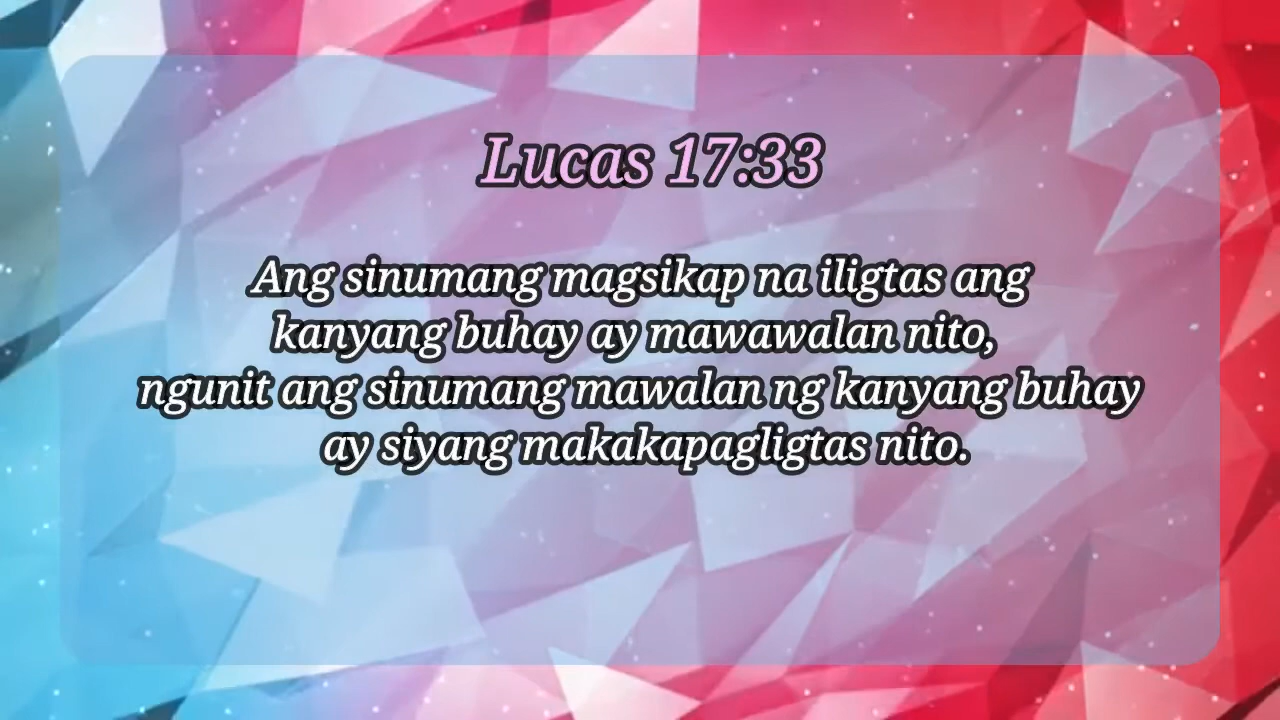 Lucas 17:33
Ang sinumang magsikap na iligtas ang
kanyang buhay ay mawawalan nito,
ngunit ang sinumang mawalan ng kanyang buhay
ay siyang makakapagligtas nito.